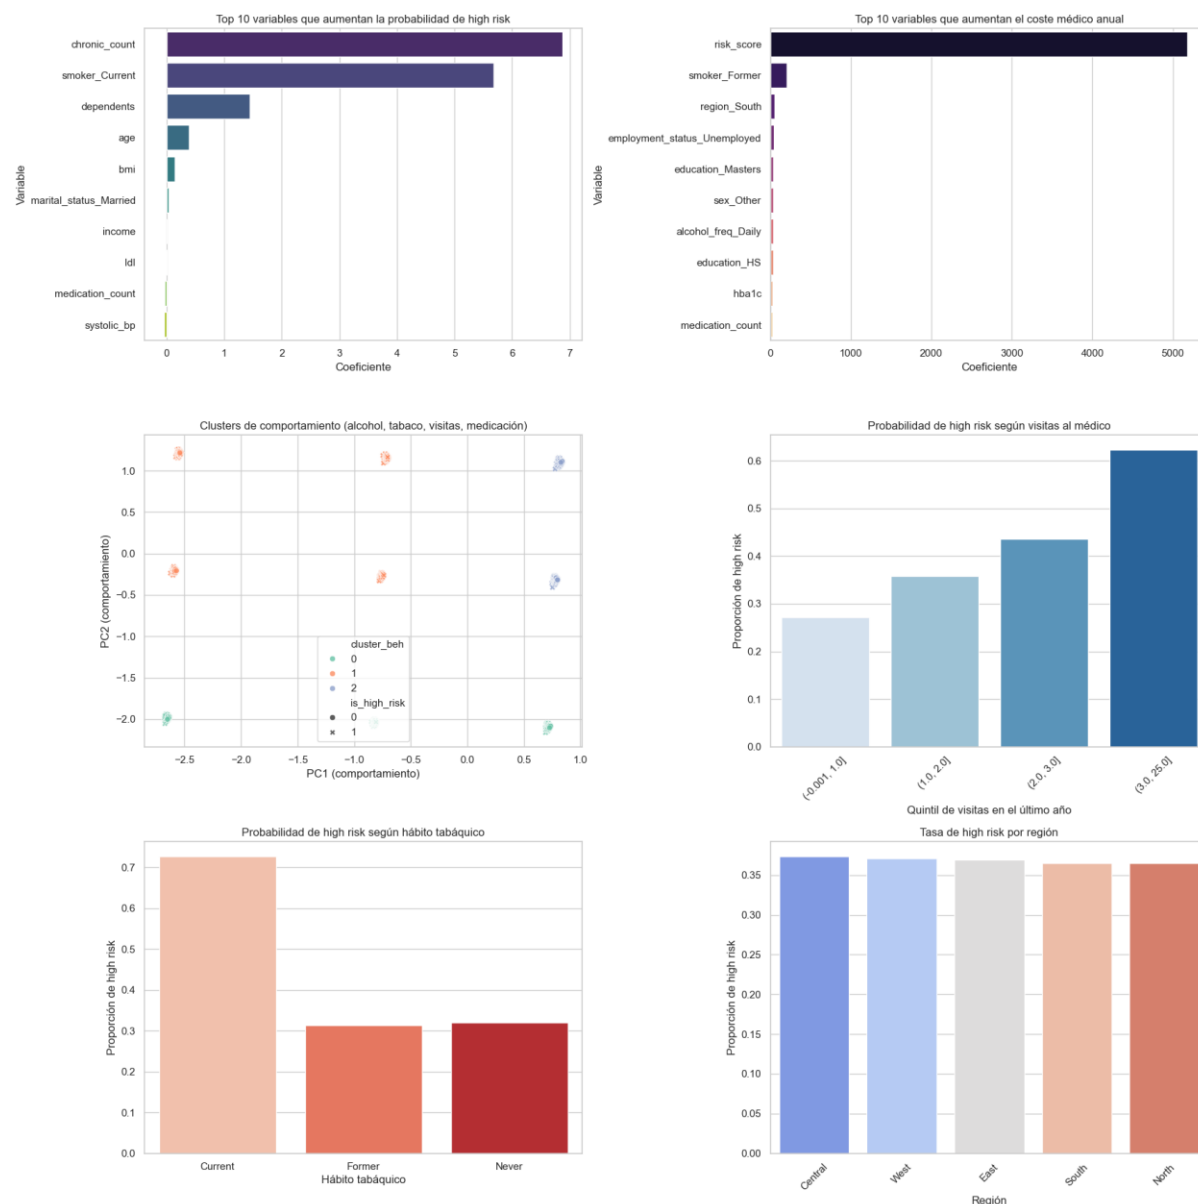 Top 10 variables que aumentan la probabilidad de high risk
chronic_count
smoker_Current
dependents
age
bmi
marital_status_Married
income
ldl
medication_count
systolic_bp
Variable
0 1 2 3 4 5 6 7
Coeficiente
Top 10 variables que aumentan el coste médico anual
risk_score
smoker_Former
region_South
employment_status_Unemployed
education_Masters
sex_Other
alcohol_freq_Daily
education_HS
hba1c
medication_count
Variable
0 1000 2000 3000 4000 5000
Coeficiente
Clusters de comportamiento (alcohol, tabaco, visitas, medicación)
1.0
0.5
0.0
−0.5
−1.0
−1.5
−2.0
PC2 (comportamiento)
cluster_beh
0
1
2
is_high_risk
0
1
−2.5 −2.0 −1.5 −1.0 −0.5 0.0 0.5 1.0
PC1 (comportamiento)
Probabilidad de high risk según visitas al médico
0.6
0.5
0.4
0.3
0.2
0.1
0.0
Proporción de high risk
(-0.001, 1.0] (1.0, 2.0] (2.0, 3.0] (3.0, 25.0]
Quintil de visitas en el último año
Probabilidad de high risk según hábito tabáquico
0.7
0.6
0.5
0.4
0.3
0.2
0.1
0.0
Proporción de high risk
Current Former Never
Hábito tabáquico
Tasa de high risk por región
0.35
0.30
0.25
0.20
0.15
0.10
0.05
0.00
Proporción de high risk
Central West East South North
Región